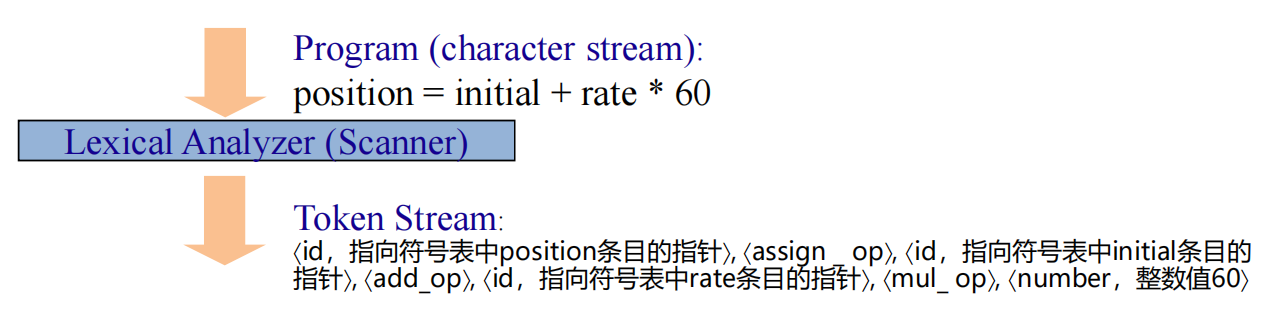 Program (character stream):
position = initial + rate * 60
Lexical Analyzer (Scanner)
Token Stream:
〈id，指向符号表中position条目的指针〉, 〈assign _ op〉, 〈id，指向符号表中initial条目的
指针〉, 〈add_op〉, 〈id，指向符号表中rate条目的指针〉, 〈mul_ op〉, 〈number，整数值60〉